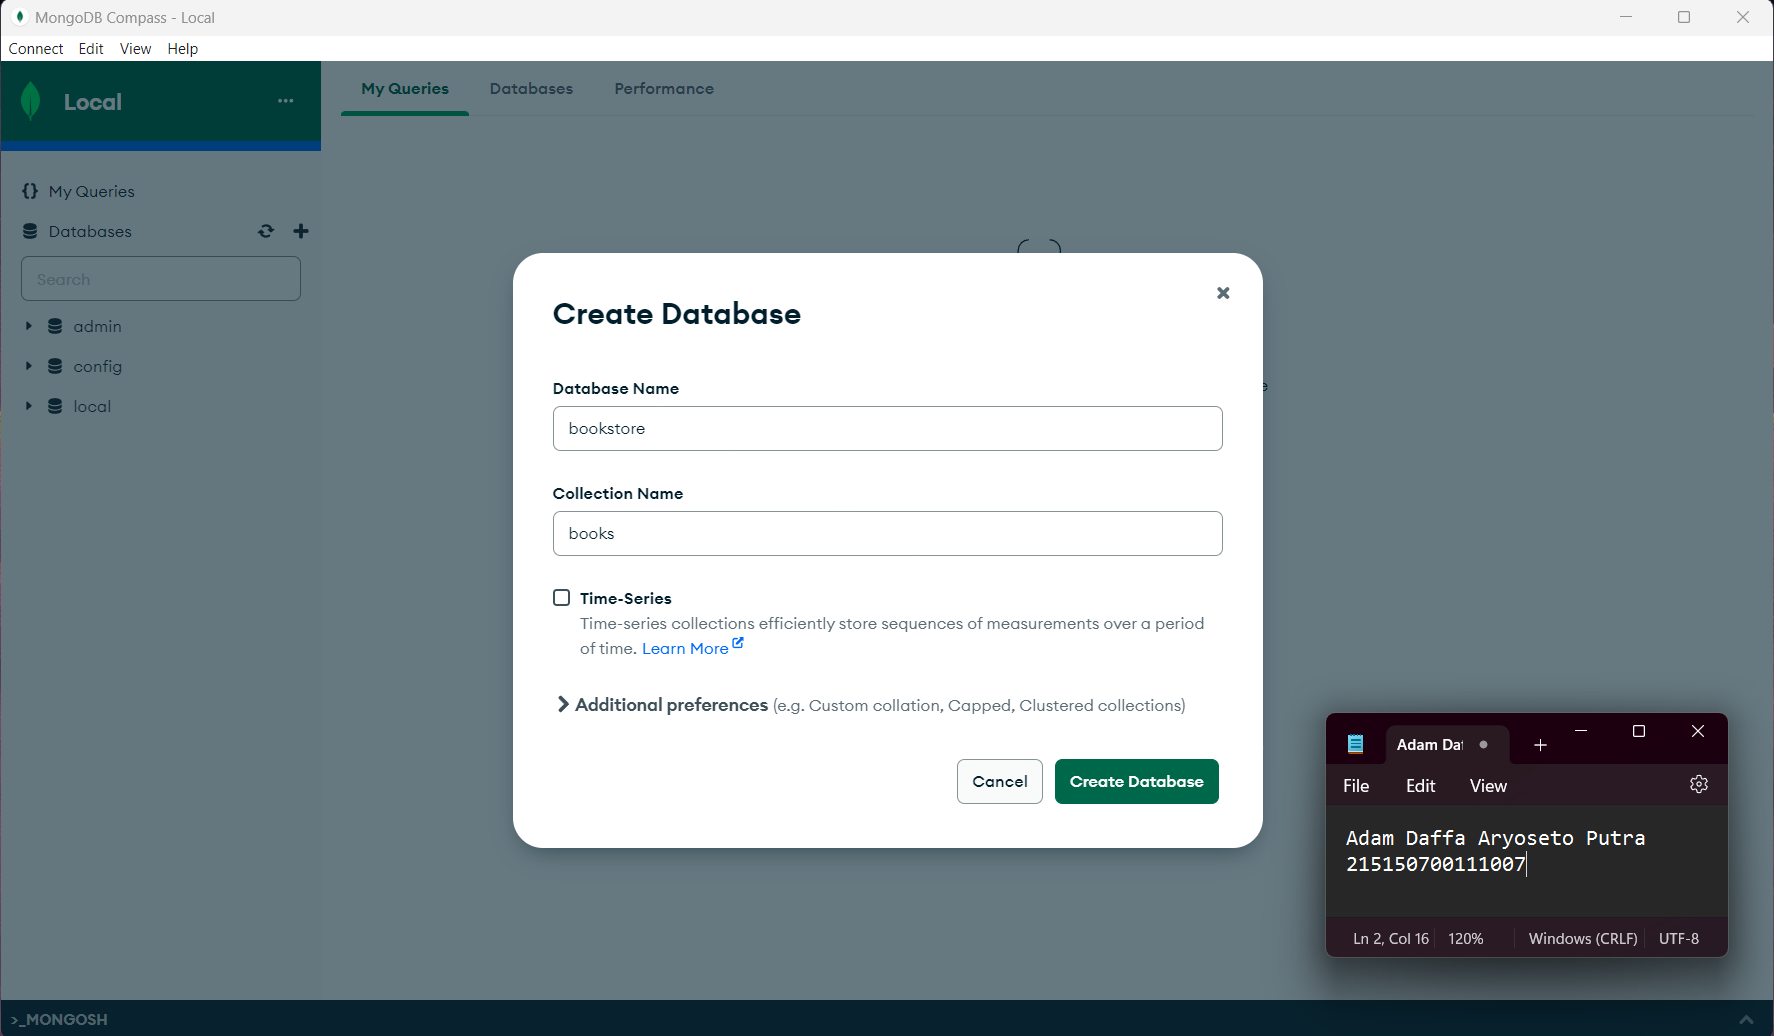 MongoDB Compass - Local
Connect Edit View Help
Local
My Queries Databases Performance
My Queries
Databases
Search
admin
config
local
Create Database
Database Name
bookstore
Collection Name
books
Time-Series
Time-series collections efficiently store sequences of measurements over a period
of time. Learn More
Additional preferences (e.g. Custom collation, Capped, Clustered collections)
Cancel Create Database
Adam Daf
File Edit View
Adam Daffa Aryoseto Putra
215150700111007
Ln 2, Col 16 120% Windows (CRLF) UTF-8
>_MONGOSH